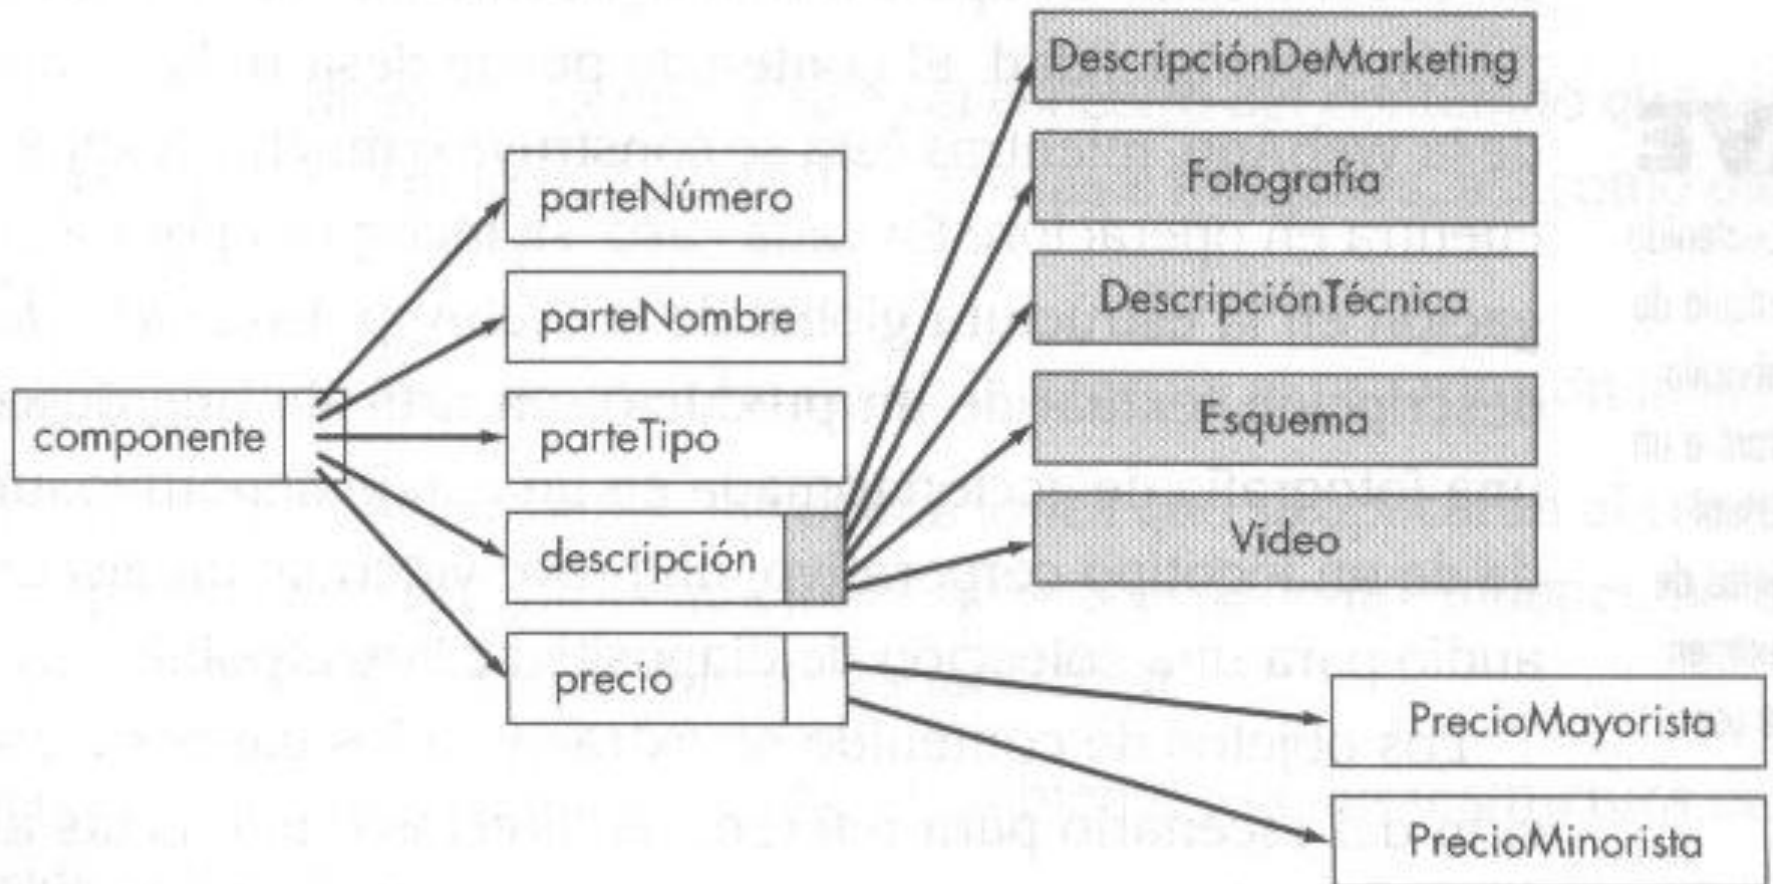 DescripciónDeMarketing
Fotografía
DescripciónTécnica
Esquema
Video
parteNúmero
parteNombre
parteTipo
descripción
precio
componente
PrecioMayorista
PrecioMinorista